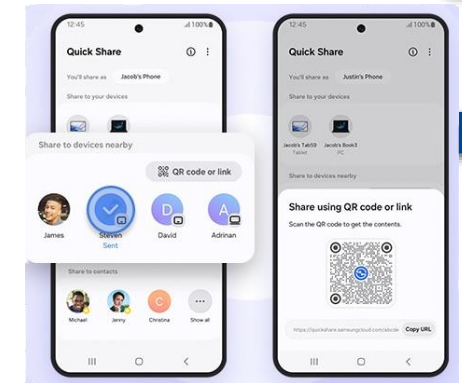 12:45
100%
Quick Share
You'll share as Jacob's Phone
Share to your devices
Share to devices nearby
QR code or link
James
Steven
Sent
David
Adrinan
Share to contacts
Michael
Jenny
Christina
Show all
12:45
100%
Quick Share
You'll share as Justin's Phone
Share to your devices
Jacob's TabS9
Tablet
Jacob's Book3
PC
Share to devices nearby
Share using QR code or link
Scan the QR code to get the contents.
https://quickshare.samsungcloud.com/abcde
Copy URL